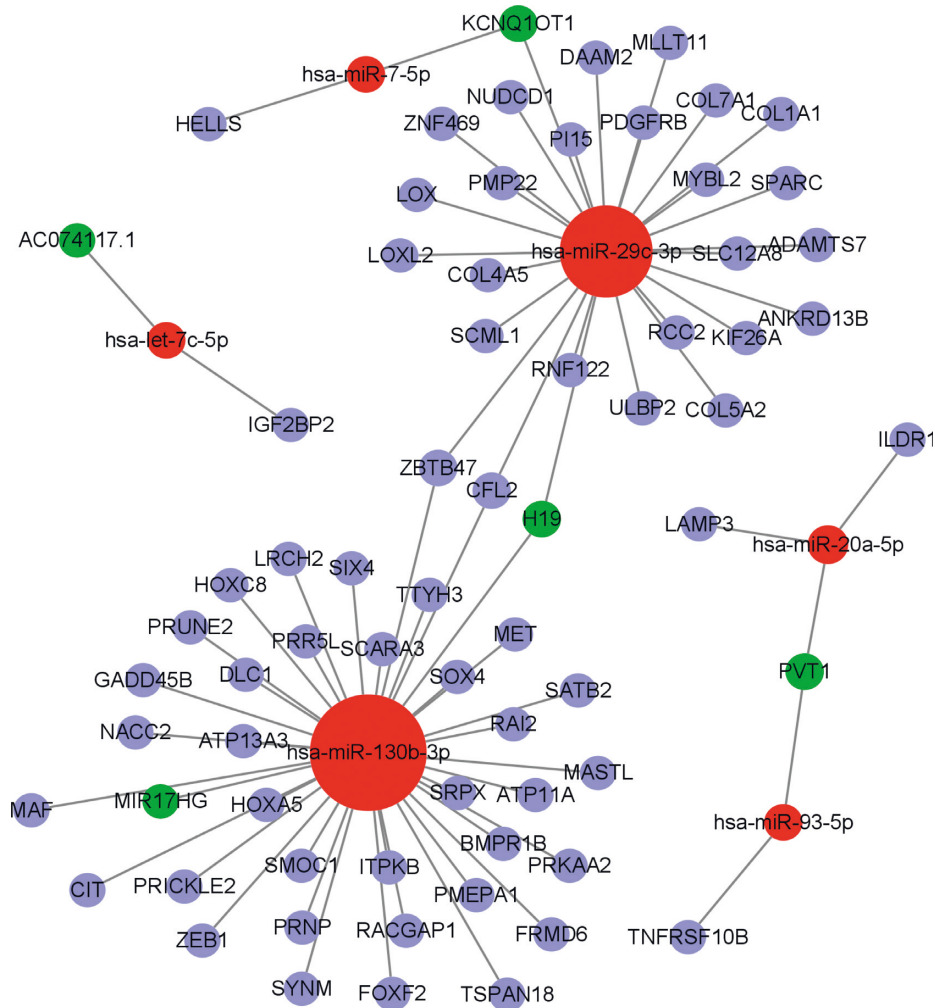 KCNQ1OT1
MLLT11
DAAM2
hsa-miR-7-5p
NUDCD1
COL7A1
COL1A1
HELLS
ZNF469
PDGFRB
PI15
PMP22
MYBL2
SPARC
LOX
AC074117.1
LOXL2
hsa-miR-29c-3p
SLC12A8
ADAMTS7
COL4A5
ANKRD13B
hsa-let-7c-5p
SCML1
RCC2
KIF26A
RNF122
ULBP2
COL5A2
IGF2BP2
ILDR1
ZBTB47
CFL2
H19
LAMP3
hsa-miR-20a-5p
LRCH2
SIX4
HOXC8
TTYH3
PRUNE2
PRR5L
SCARA3
MET
GADD45B
DLC1
SOX4
SATB2
PVT1
NACC2
ATP13A3
RAI2
hsa-miR-130b-3p
MASTL
MAF
MIR17HG
HOXA5
SRPX
ATP11A
hsa-miR-93-5p
BMPR1B
PRKAA2
CIT
PRICKLE2
SMOC1
ITPKB
PMEPA1
ZEB1
PRNP
RACGAP1
FRMD6
TNFRSF10B
SYNM
FOXF2
TSPAN18